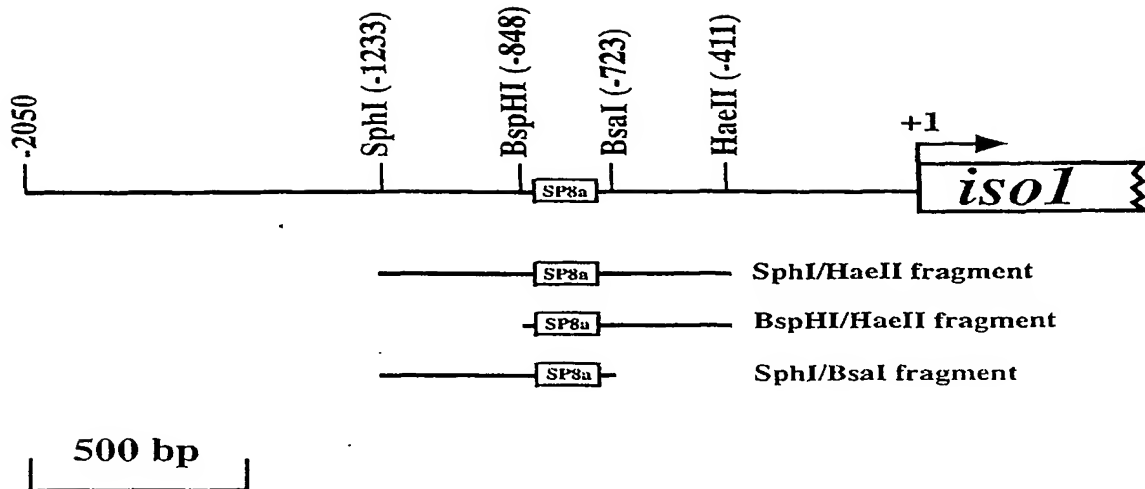 -2050
SphI (-1233)
BspHI (-848)
BsaI (-723)
HaeII (-411)
+1
SP8a
iso1
SP8a
SphI/HaeII fragment
SP8a
BspHI/HaeII fragment
SP8a
SphI/BsaI fragment
500 bp